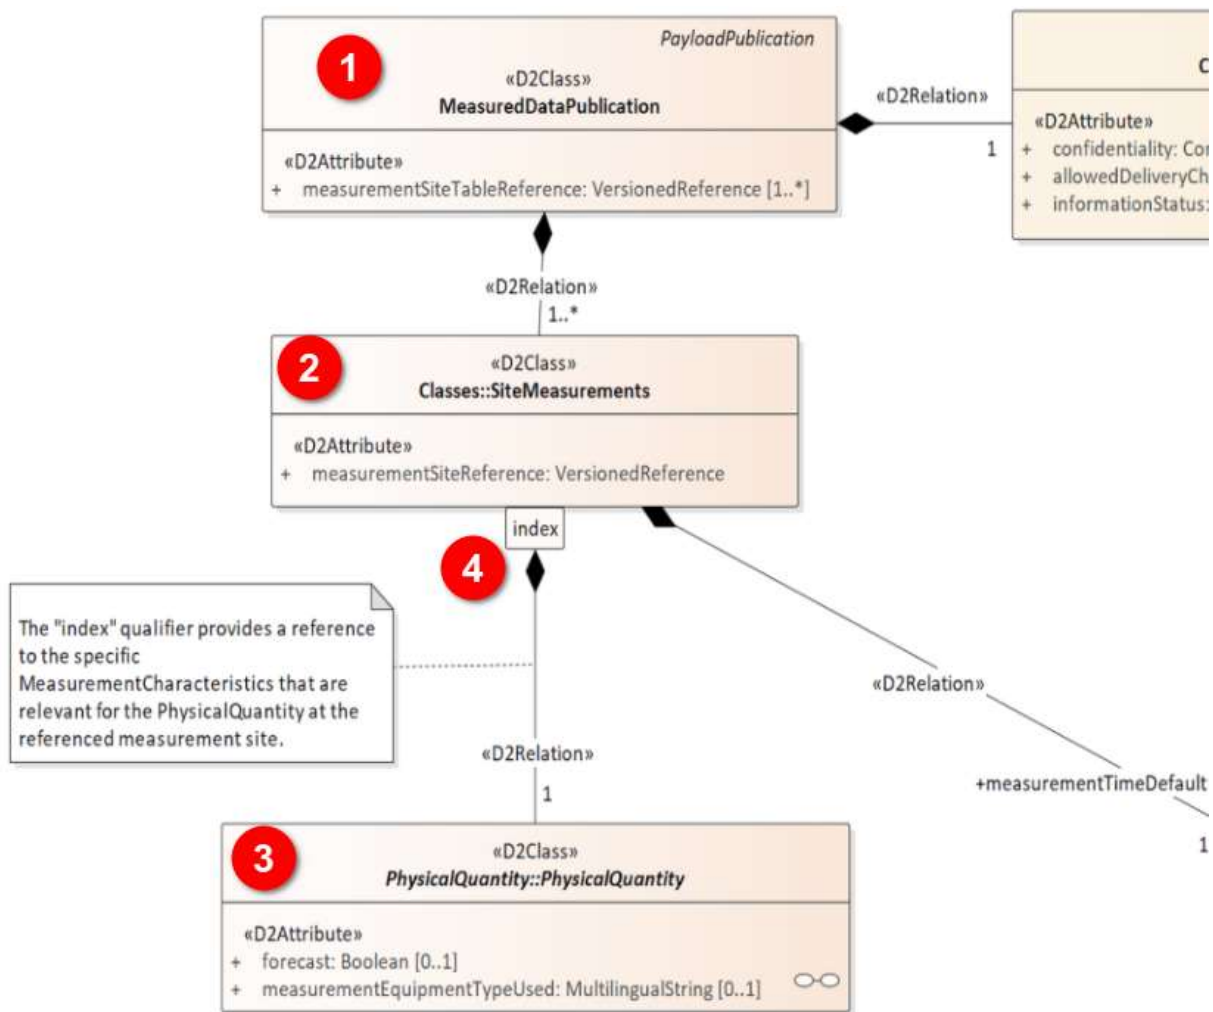 PayloadPublication
1
«D2Class»
MeasuredDataPublication
«D2Attribute»
+ measurementSiteTableReference: VersionedReference [1..*]
«D2Relation»
1
C
«D2Attribute»
+ confidentiality: Con
+ allowedDeliveryCh
+ informationStatus:
«D2Relation»
1..*
2
«D2Class»
Classes::SiteMeasurements
«D2Attribute»
+ measurementSiteReference: VersionedReference
index
4
The "index" qualifier provides a reference
to the specific
MeasurementCharacteristics that are
relevant for the PhysicalQuantity at the
referenced measurement site.
«D2Relation»
«D2Relation»
1
+measurementTimeDefault
1
3
«D2Class»
PhysicalQuantity::PhysicalQuantity
«D2Attribute»
+ forecast: Boolean [0..1]
+ measurementEquipmentTypeUsed: MultilingualString [0..1]